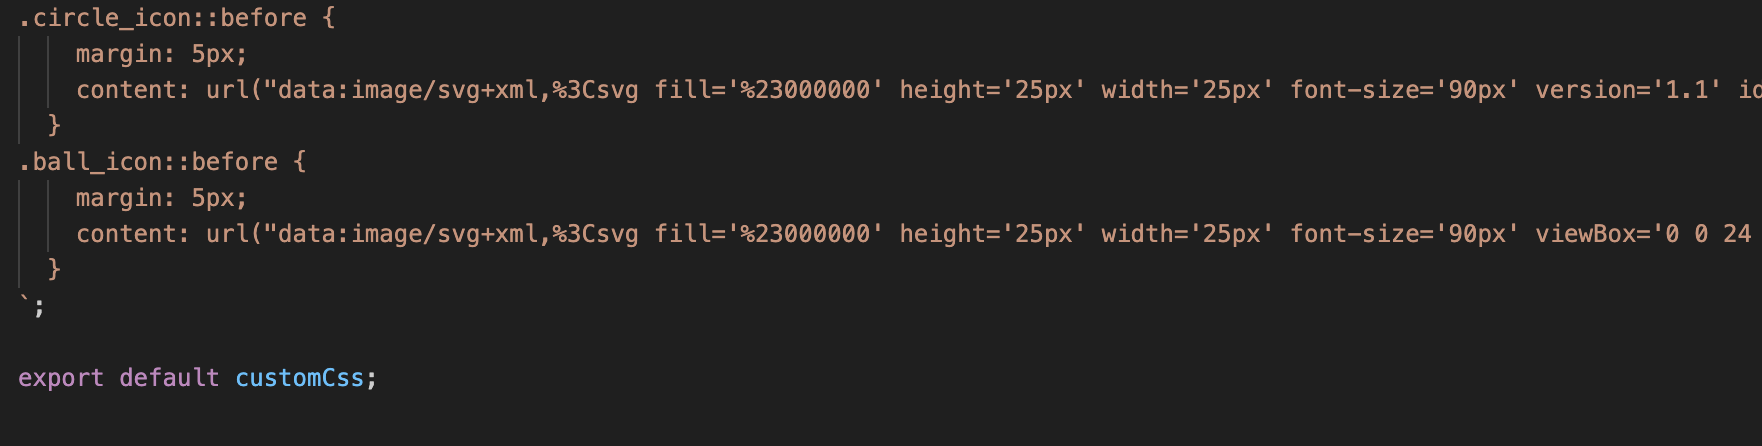 .circle_icon::before {
margin: 5px;
content: url("data:image/svg+xml,%3Csvg fill='%23000000' height='25px' width='25px' font-size='90px' version='1.1' id
}
.ball_icon::before {
margin: 5px;
content: url("data:image/svg+xml,%3Csvg fill='%23000000' height='25px' width='25px' font-size='90px' viewBox='0 0 24
}
`;
export default customCss;